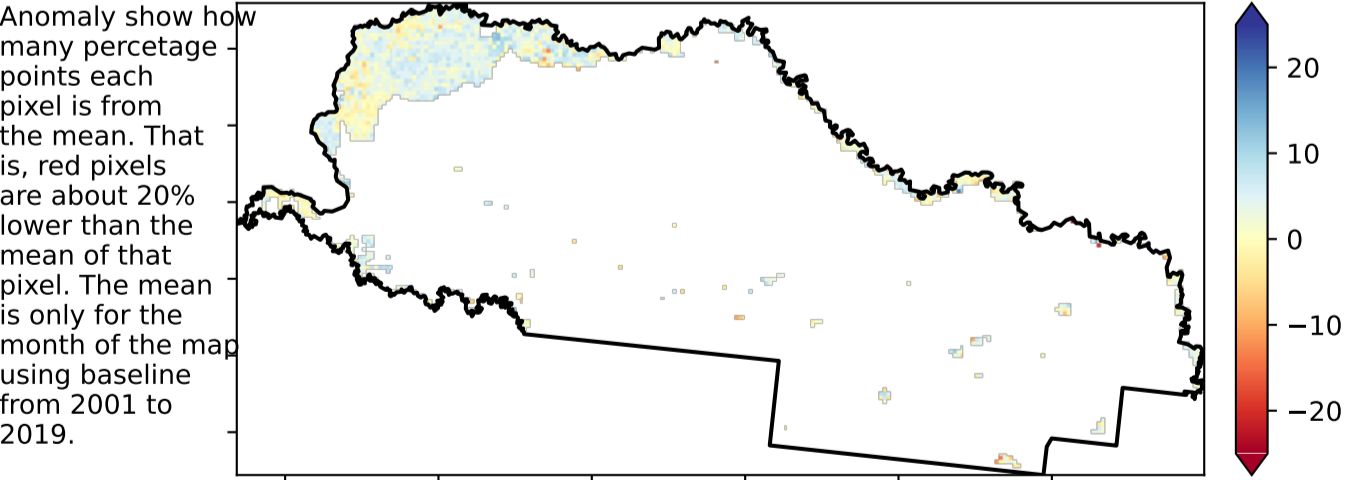 Anomaly show how
many percetage
points each
pixel is from
the mean. That
is, red pixels
are about 20%
lower than the
mean of that
pixel. The mean
is only for the
month of the map
using baseline
from 2001 to
2019.
20
10
0
−10
−20